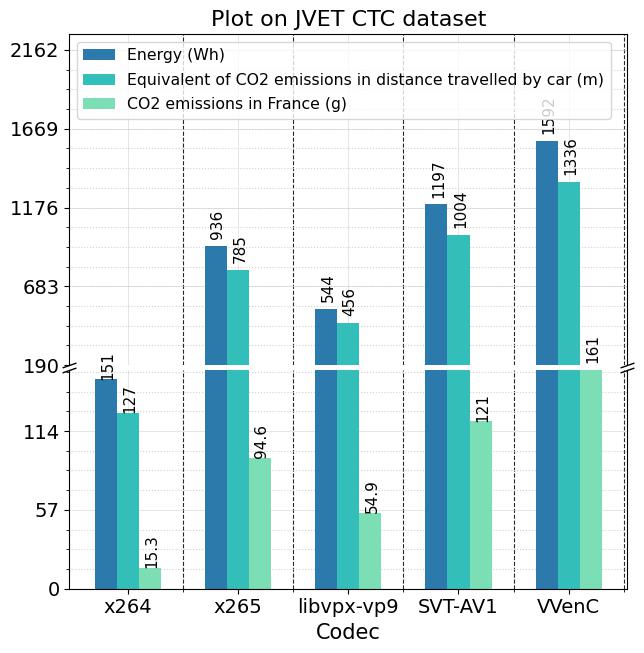 Plot on JVET CTC dataset
Energy (Wh)
Equivalent of CO2 emissions in distance travelled by car (m)
CO2 emissions in France (g)
2162
1669
1176
683
190
114
57
0
151
127
15.3
936
785
94.6
544
456
54.9
1197
1004
121
1592
1336
161
x264
x265
libvpx-vp9
SVT-AV1
VVenC
Codec